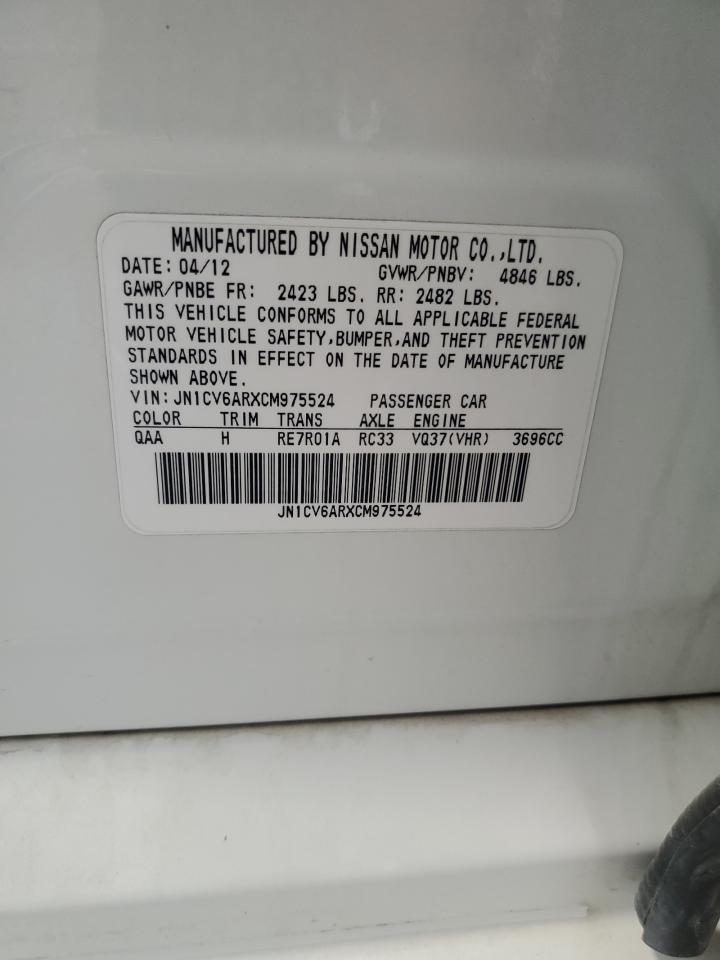 MANUFACTURED BY NISSAN MOTOR CO.,LTD.
DATE: 04/12 GVWR/PNBV: 4846 LBS.
GAWR/PNBE FR: 2423 LBS. RR: 2482 LBS.
THIS VEHICLE CONFORMS TO ALL APPLICABLE FEDERAL
MOTOR VEHICLE SAFETY,BUMPER,AND THEFT PREVENTION
STANDARDS IN EFFECT ON THE DATE OF MANUFACTURE
SHOWN ABOVE.
VIN:JN1CV6ARXCM975524 PASSENGER CAR
COLOR TRIM TRANS AXLE ENGINE
QAA H RE7R01A RC33 VQ37(VHR) 3696CC
JN1CV6ARXCM975524